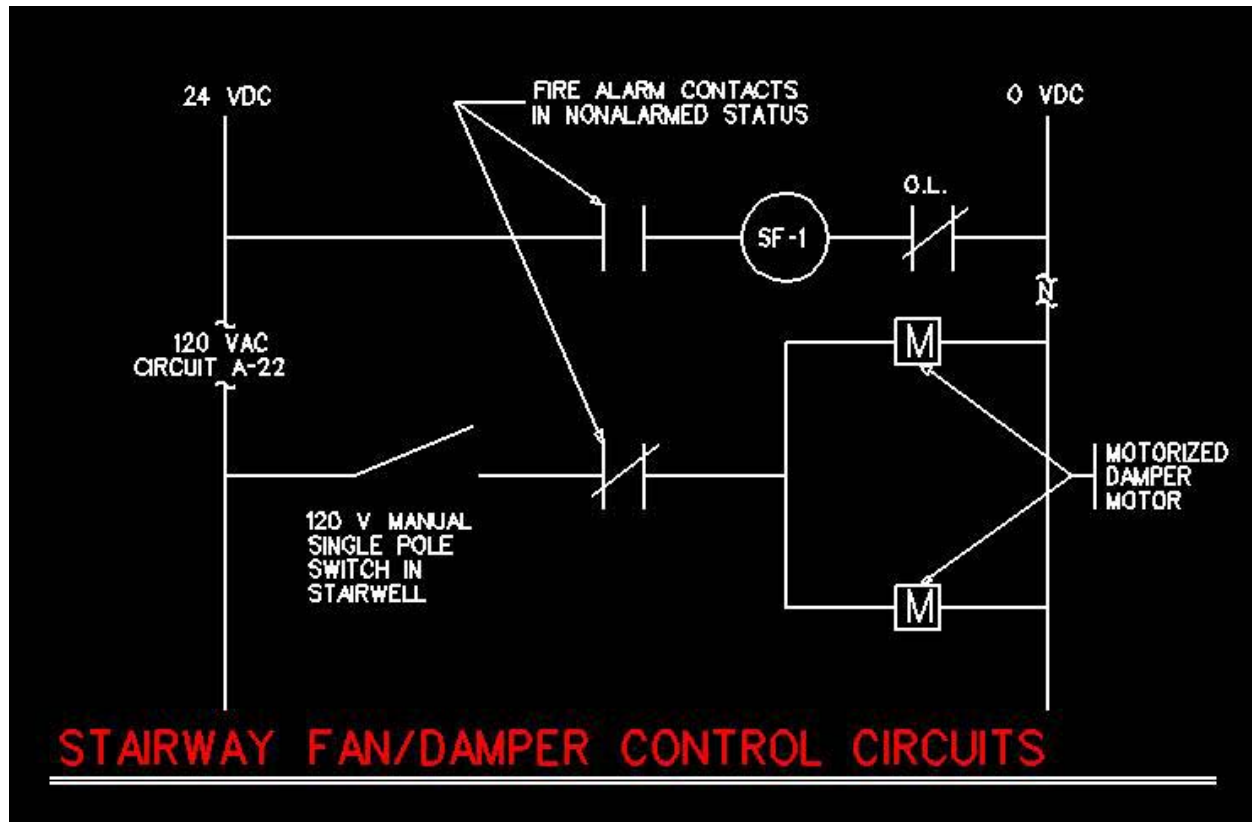 24 VDC
FIRE ALARM CONTACTS
IN NONALARMED STATUS
0 VDC
O.L.
SF-1
N
120 VAC
CIRCUIT A-22
M
MOTORIZED
DAMPER
MOTOR
120 V MANUAL
SINGLE POLE
SWITCH IN
STAIRWELL
M
STAIRWAY FAN/DAMPER CONTROL CIRCUITS